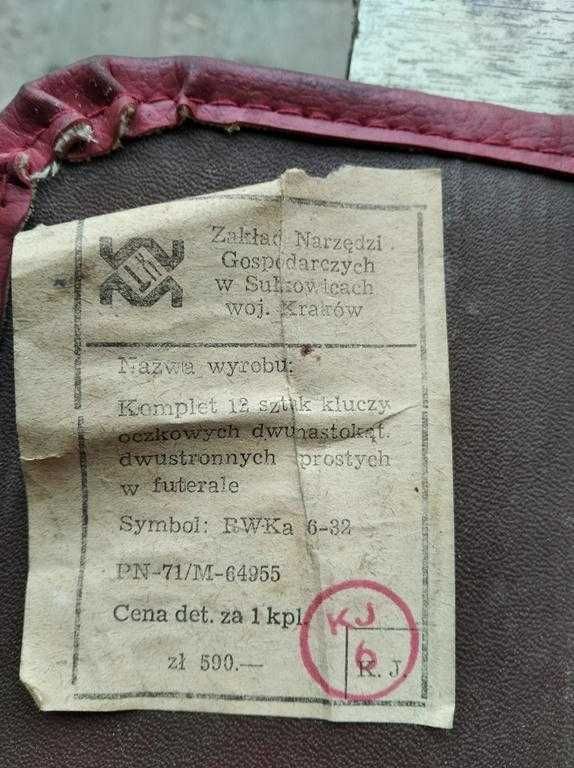 Zakład Narzędzi
Gospodarczych
w Sułkowicach
woj. Kraków
Nazwa wyrobu:
Komplet 12 sztuk kluczy
oczkowych dwunastokąt.
dwustronnych prostych
w futerale
Symbol: RWKa 6-32
PN-71/M-64955
Cena det. za 1 kpl.
zł 590.—
KJ
6
K. J.